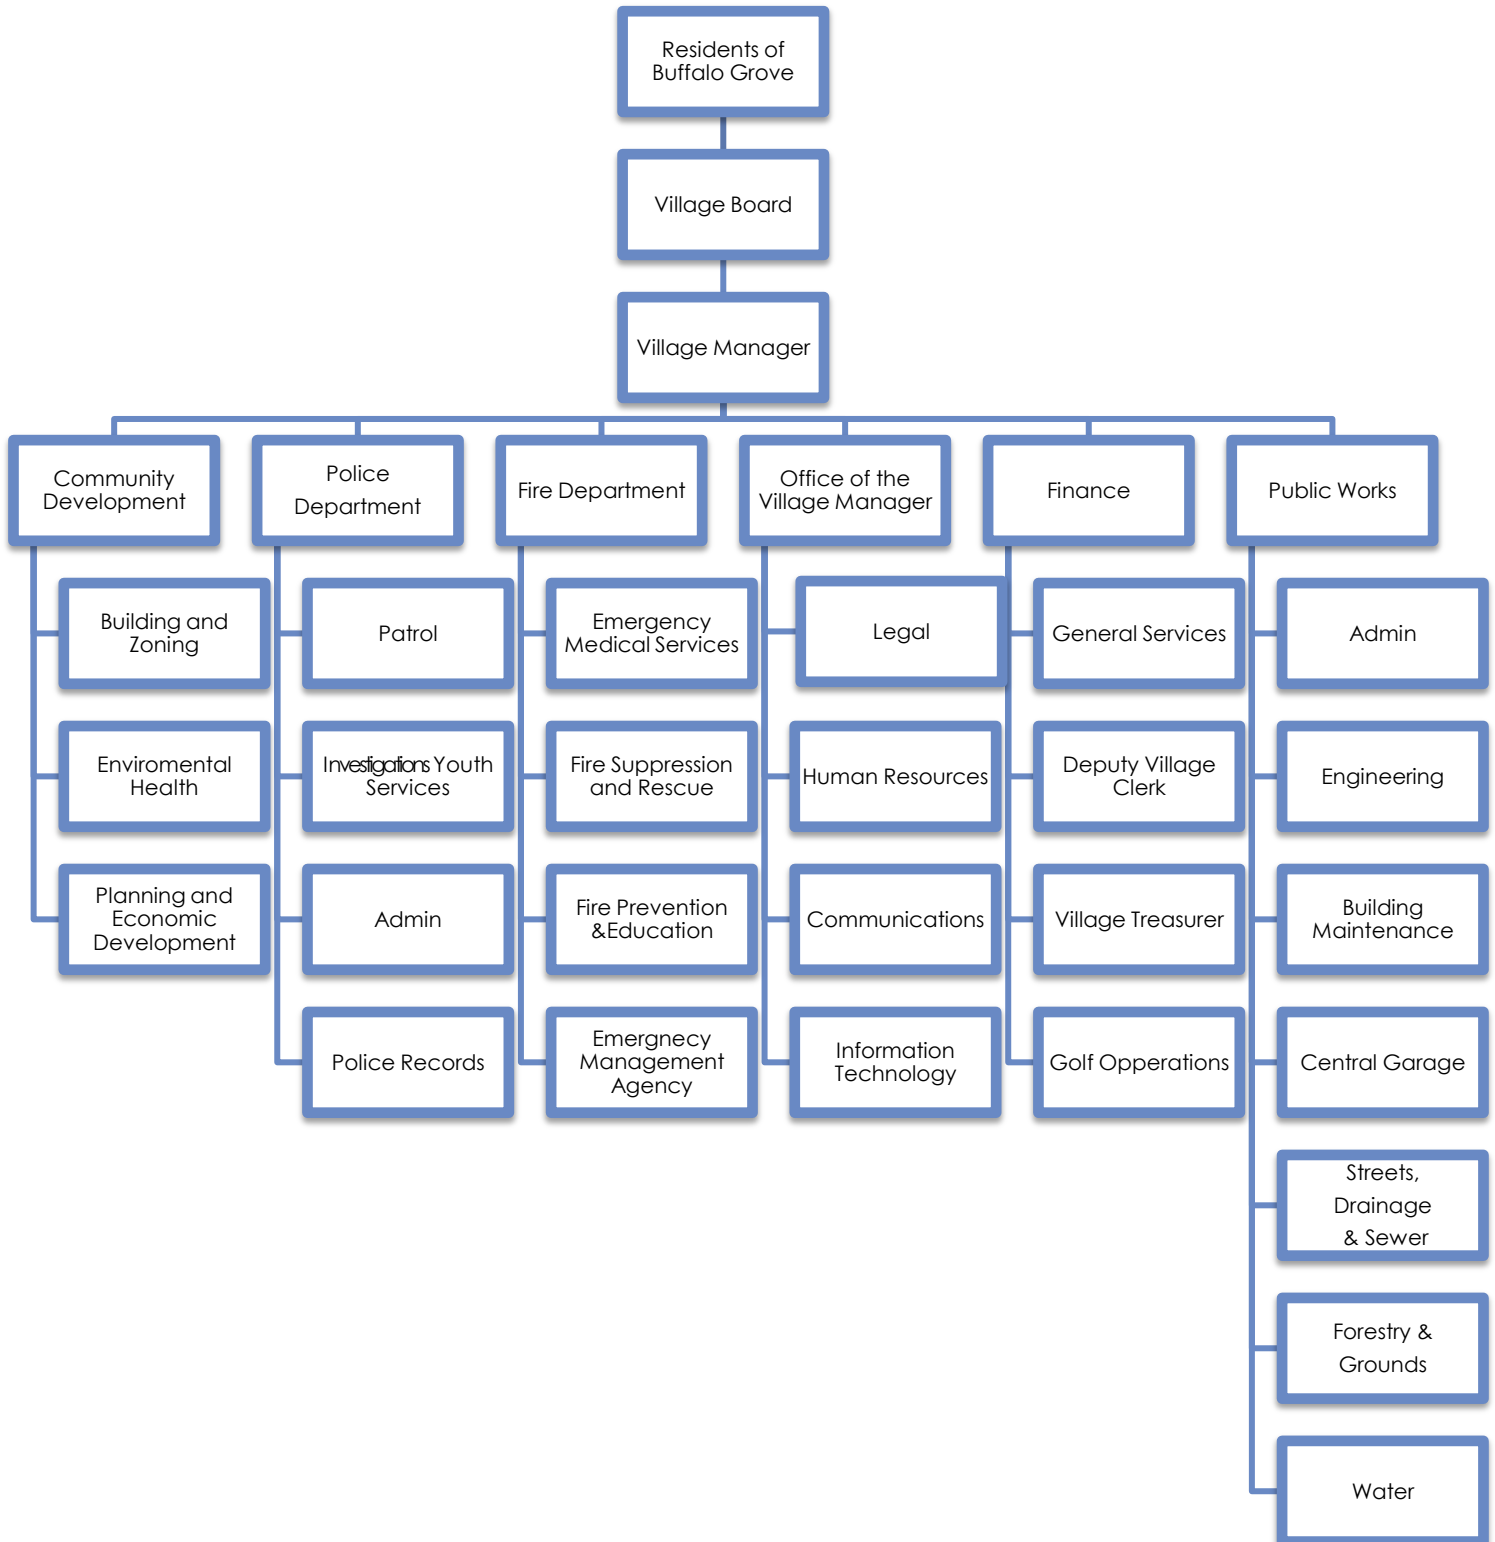 Residents of
Buffalo Grove
Village Board
Village Manager
Community
Development
Police
Department
Fire Department
Office of the
Village Manager
Finance
Public Works
Building and
Zoning
Patrol
Emergency
Medical Services
Legal
General Services
Admin
Enviromental
Health
Investigations Youth
Services
Fire Suppression
and Rescue
Human Resources
Deputy Village
Clerk
Engineering
Planning and
Economic
Development
Admin
Fire Prevention
&Education
Communications
Village Treasurer
Building
Maintenance
Police Records
Emergnecy
Management
Agency
Information
Technology
Golf Opperations
Central Garage
Streets,
Drainage
& Sewer
Forestry &
Grounds
Water